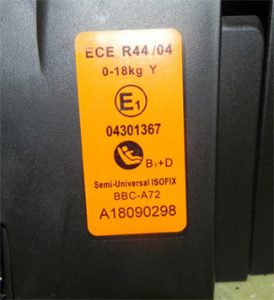 ECE R44/04
0-18kg Y
E1
04301367
B1+D
Semi-Universal ISOFIX
BBC-A72
A18090298